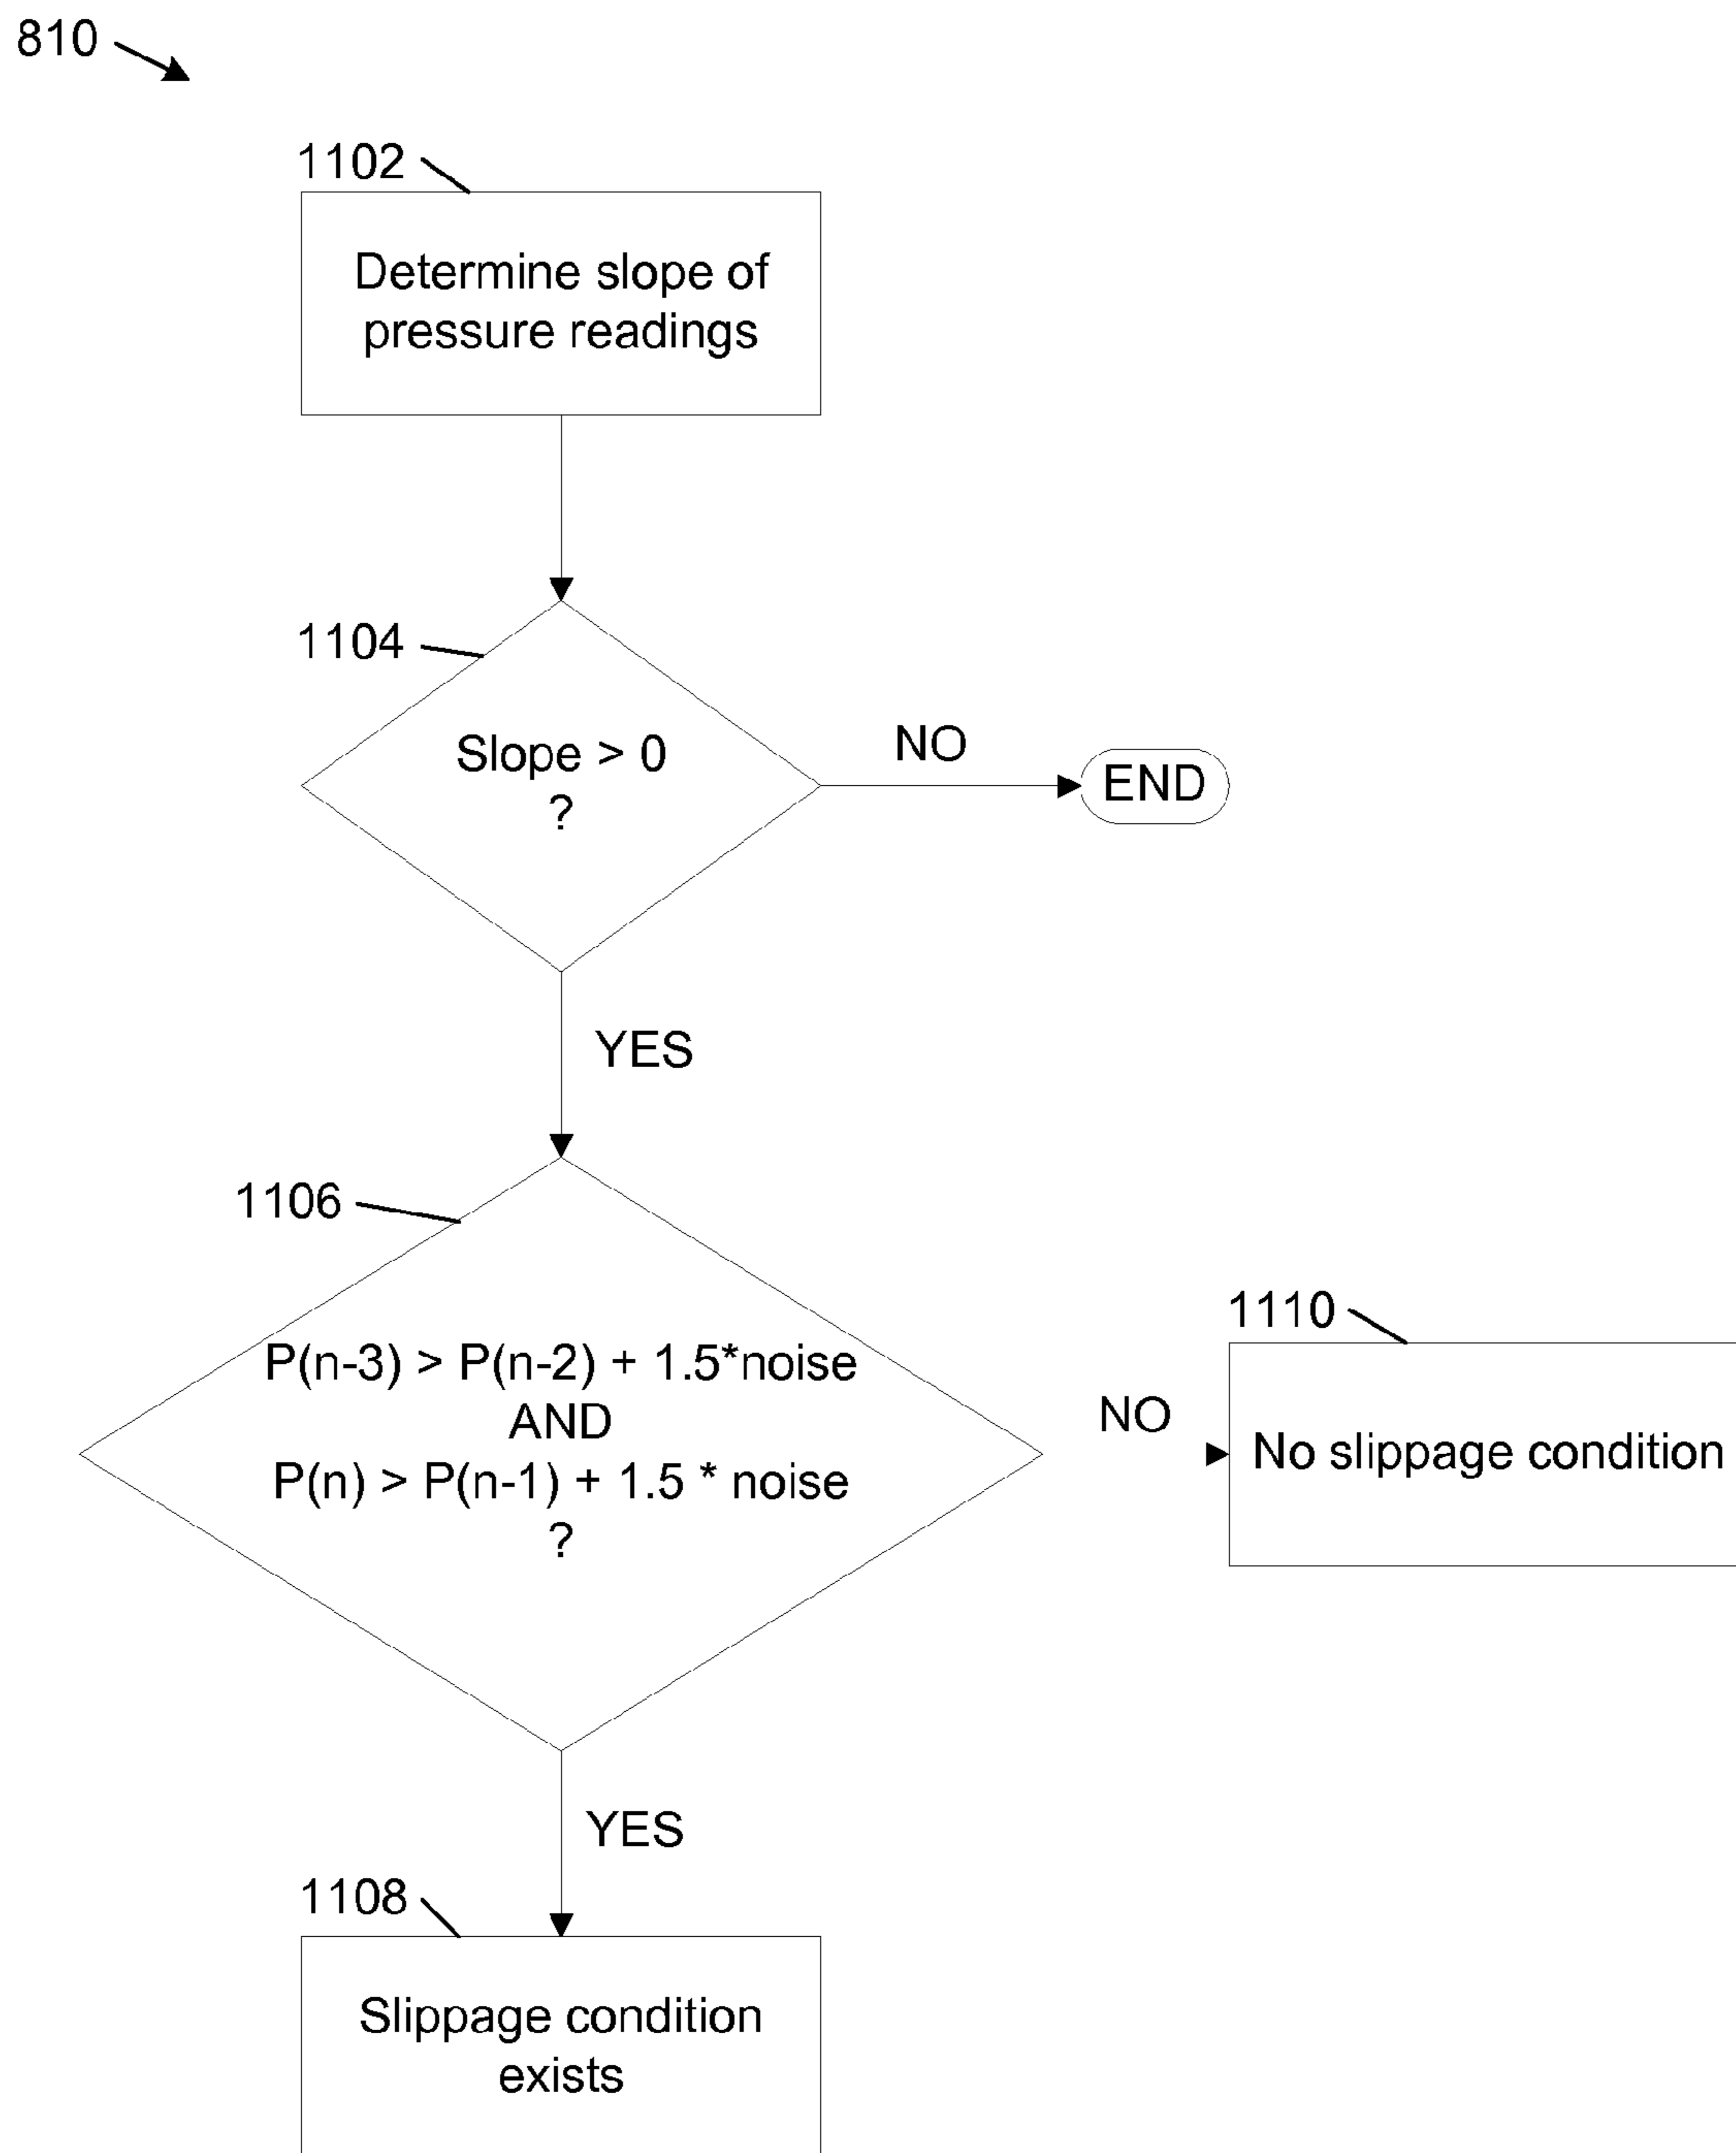 810
1102
Determine slope of
pressure readings
1104
Slope > 0
?
NO
END
YES
1106
P(n-3) > P(n-2) + 1.5*noise
AND
P(n) > P(n-1) + 1.5 * noise
?
NO
1110
No slippage condition
YES
1108
Slippage condition
exists